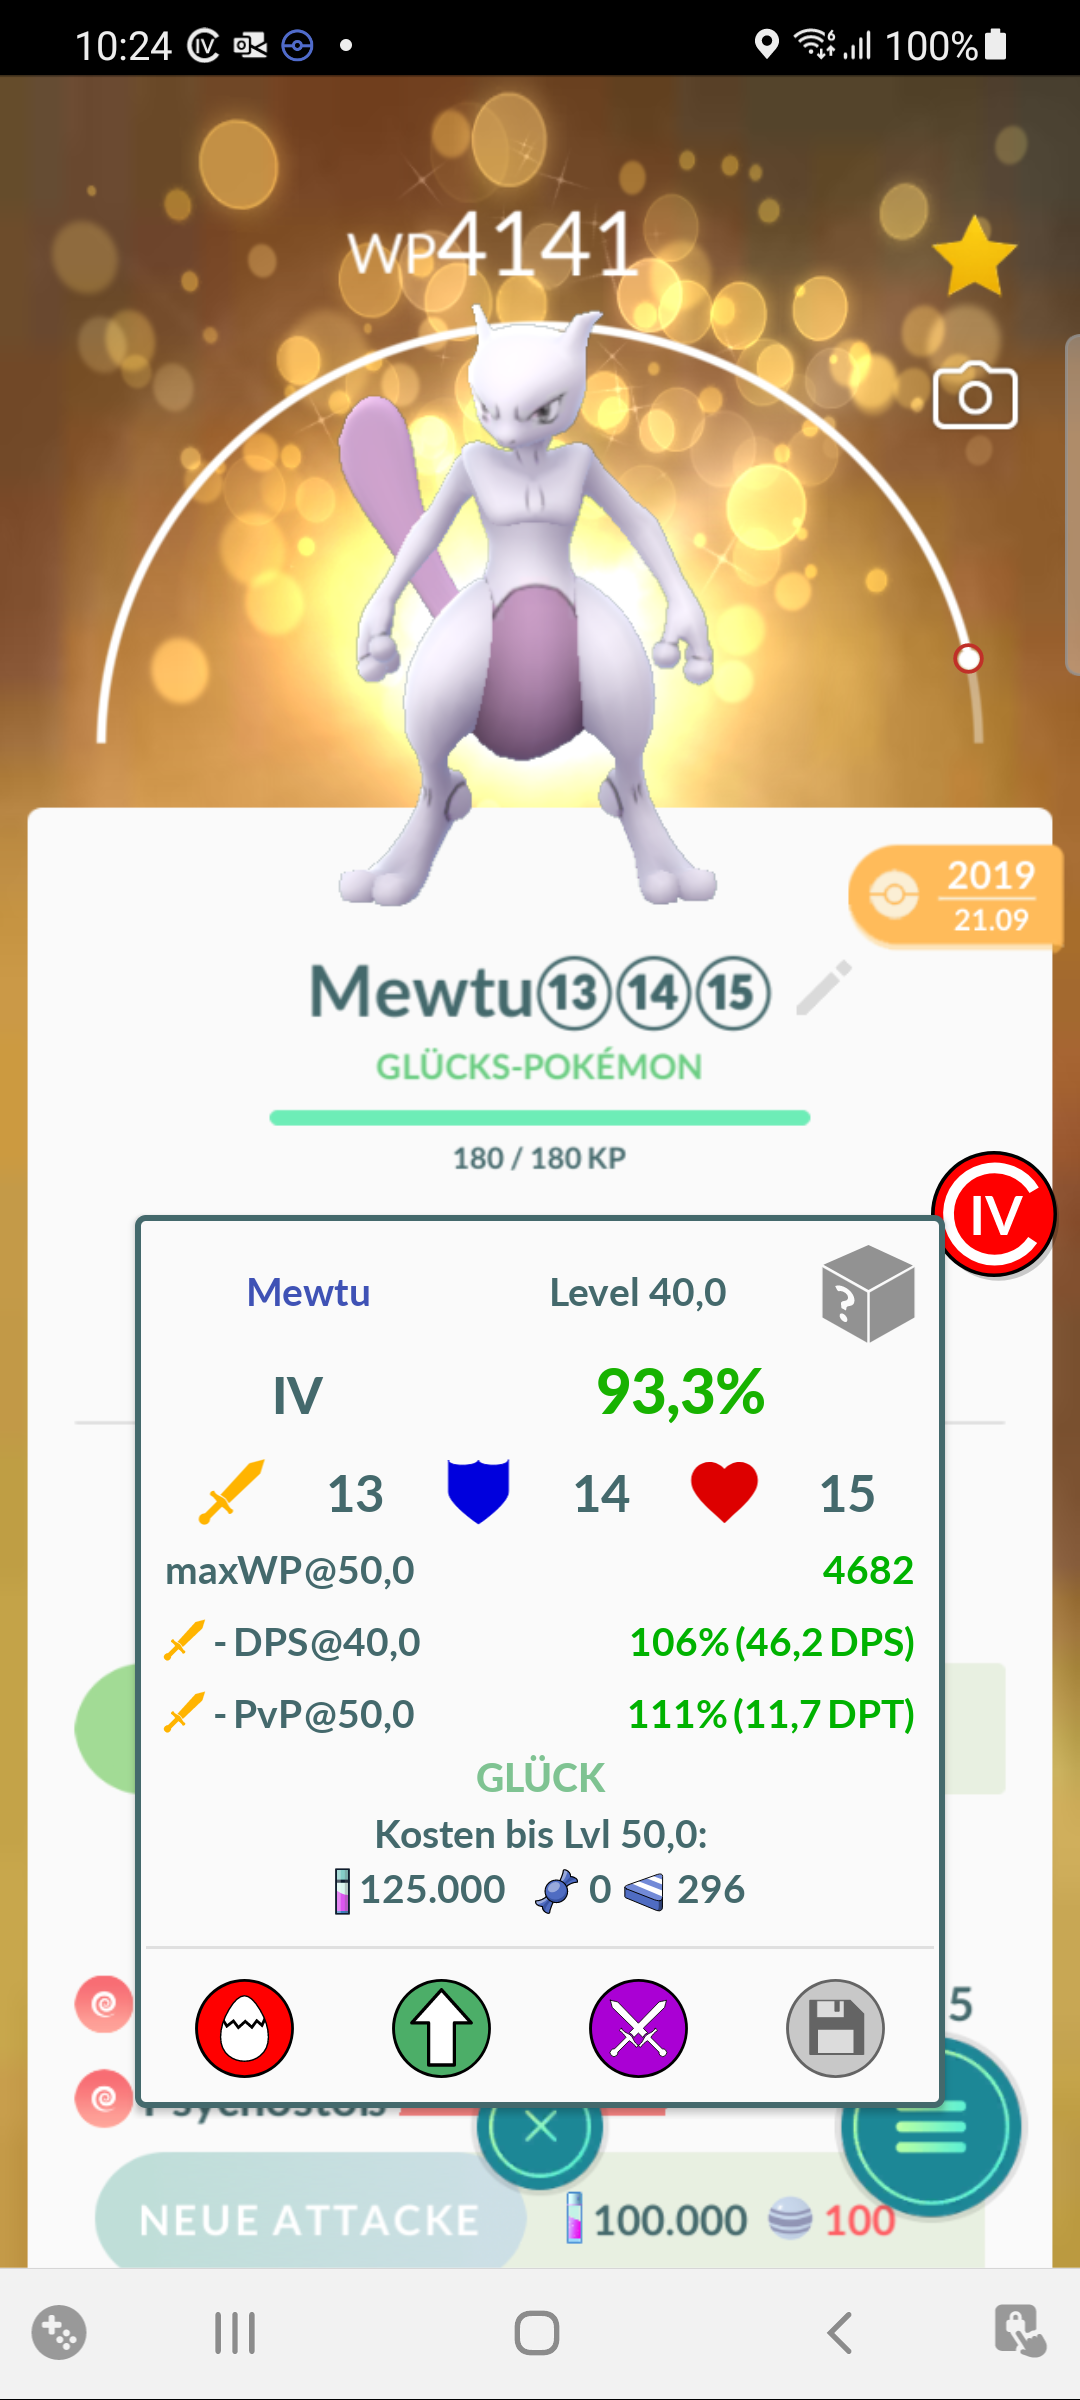 10:24 100%
WP4141
2019
21.09
Mewtu⑬⑭⑮
GLÜCKS-POKÉMON
180 / 180 KP
IV
Mewtu Level 40,0
?
IV 93,3%
13 14 15
maxWP@50,0 4682
- DPS@40,0 106% (46,2 DPS)
- PvP@50,0 111% (11,7 DPT)
GLÜCK
Kosten bis Lvl 50,0:
125.000 0 296
5
Psychostoß
NEUE ATTACKE 100.000 100